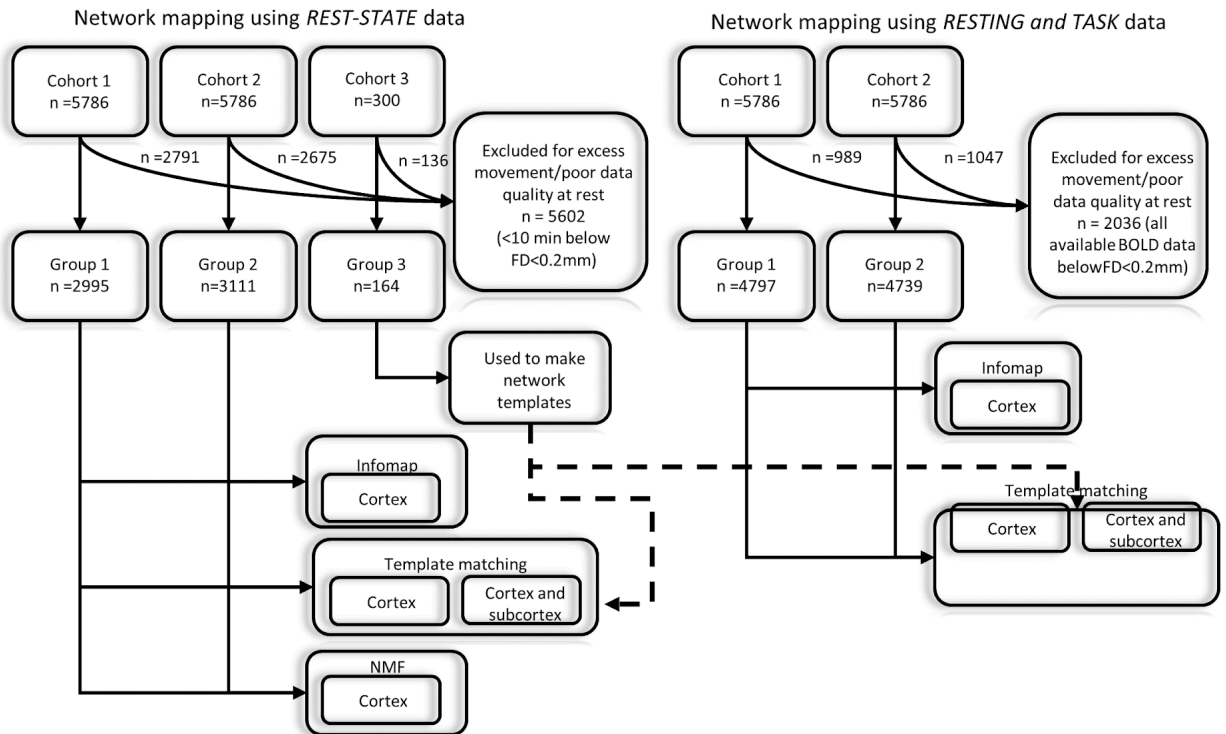 Network mapping using REST-STATE data
Cohort 1
n =5786
Cohort 2
n=5786
Cohort 3
n=300
n =2791
n =2675
n =136
Excluded for excess
movement/poor data
quality at rest
n = 5602
(<10 min below
FD<0.2mm)
Group 1
n =2995
Group 2
n=3111
Group 3
n=164
Used to make
network
templates
Infomap
Cortex
Template matching
Cortex
Cortex and
subcortex
NMF
Cortex
Network mapping using RESTING and TASK data
Cohort 1
n =5786
Cohort 2
n=5786
n =989
n =1047
Excluded for excess
movement/poor
data quality at rest
n = 2036 (all
available BOLD data
belowFD<0.2mm)
Group 1
n =4797
Group 2
n=4739
Infomap
Cortex
Template matching
Cortex
Cortex and
subcortex